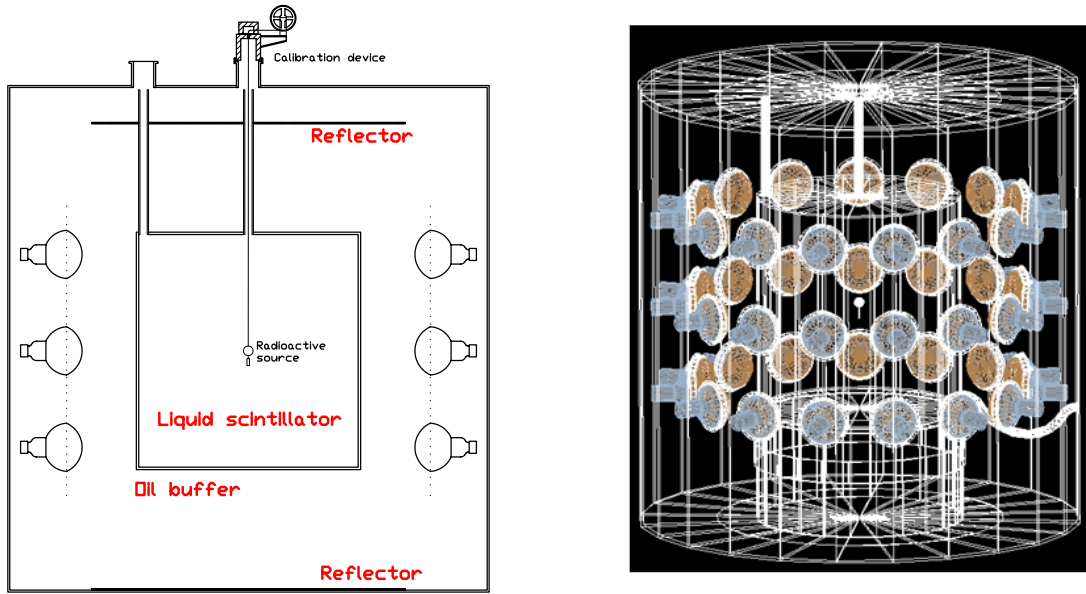 Calibration device
Reflector
Radioactive
source
Liquid scintillator
Oil buffer
Reflector